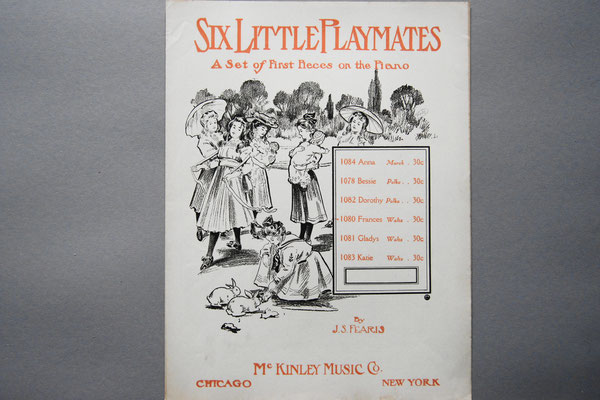 SIX LITTLE PLAYMATES
A Set of First Pieces on the Piano
1084 Anna March . 30c
1078 Bessie Polka . . 30c
1082 Dorothy Polka . . 30c
1080 Frances Waltz . 30c
1081 Gladys Waltz . 30c
1083 Katie Waltz . 30c
By
J.S. FEARIS
Mc KINLEY MUSIC CO.
CHICAGO NEW YORK